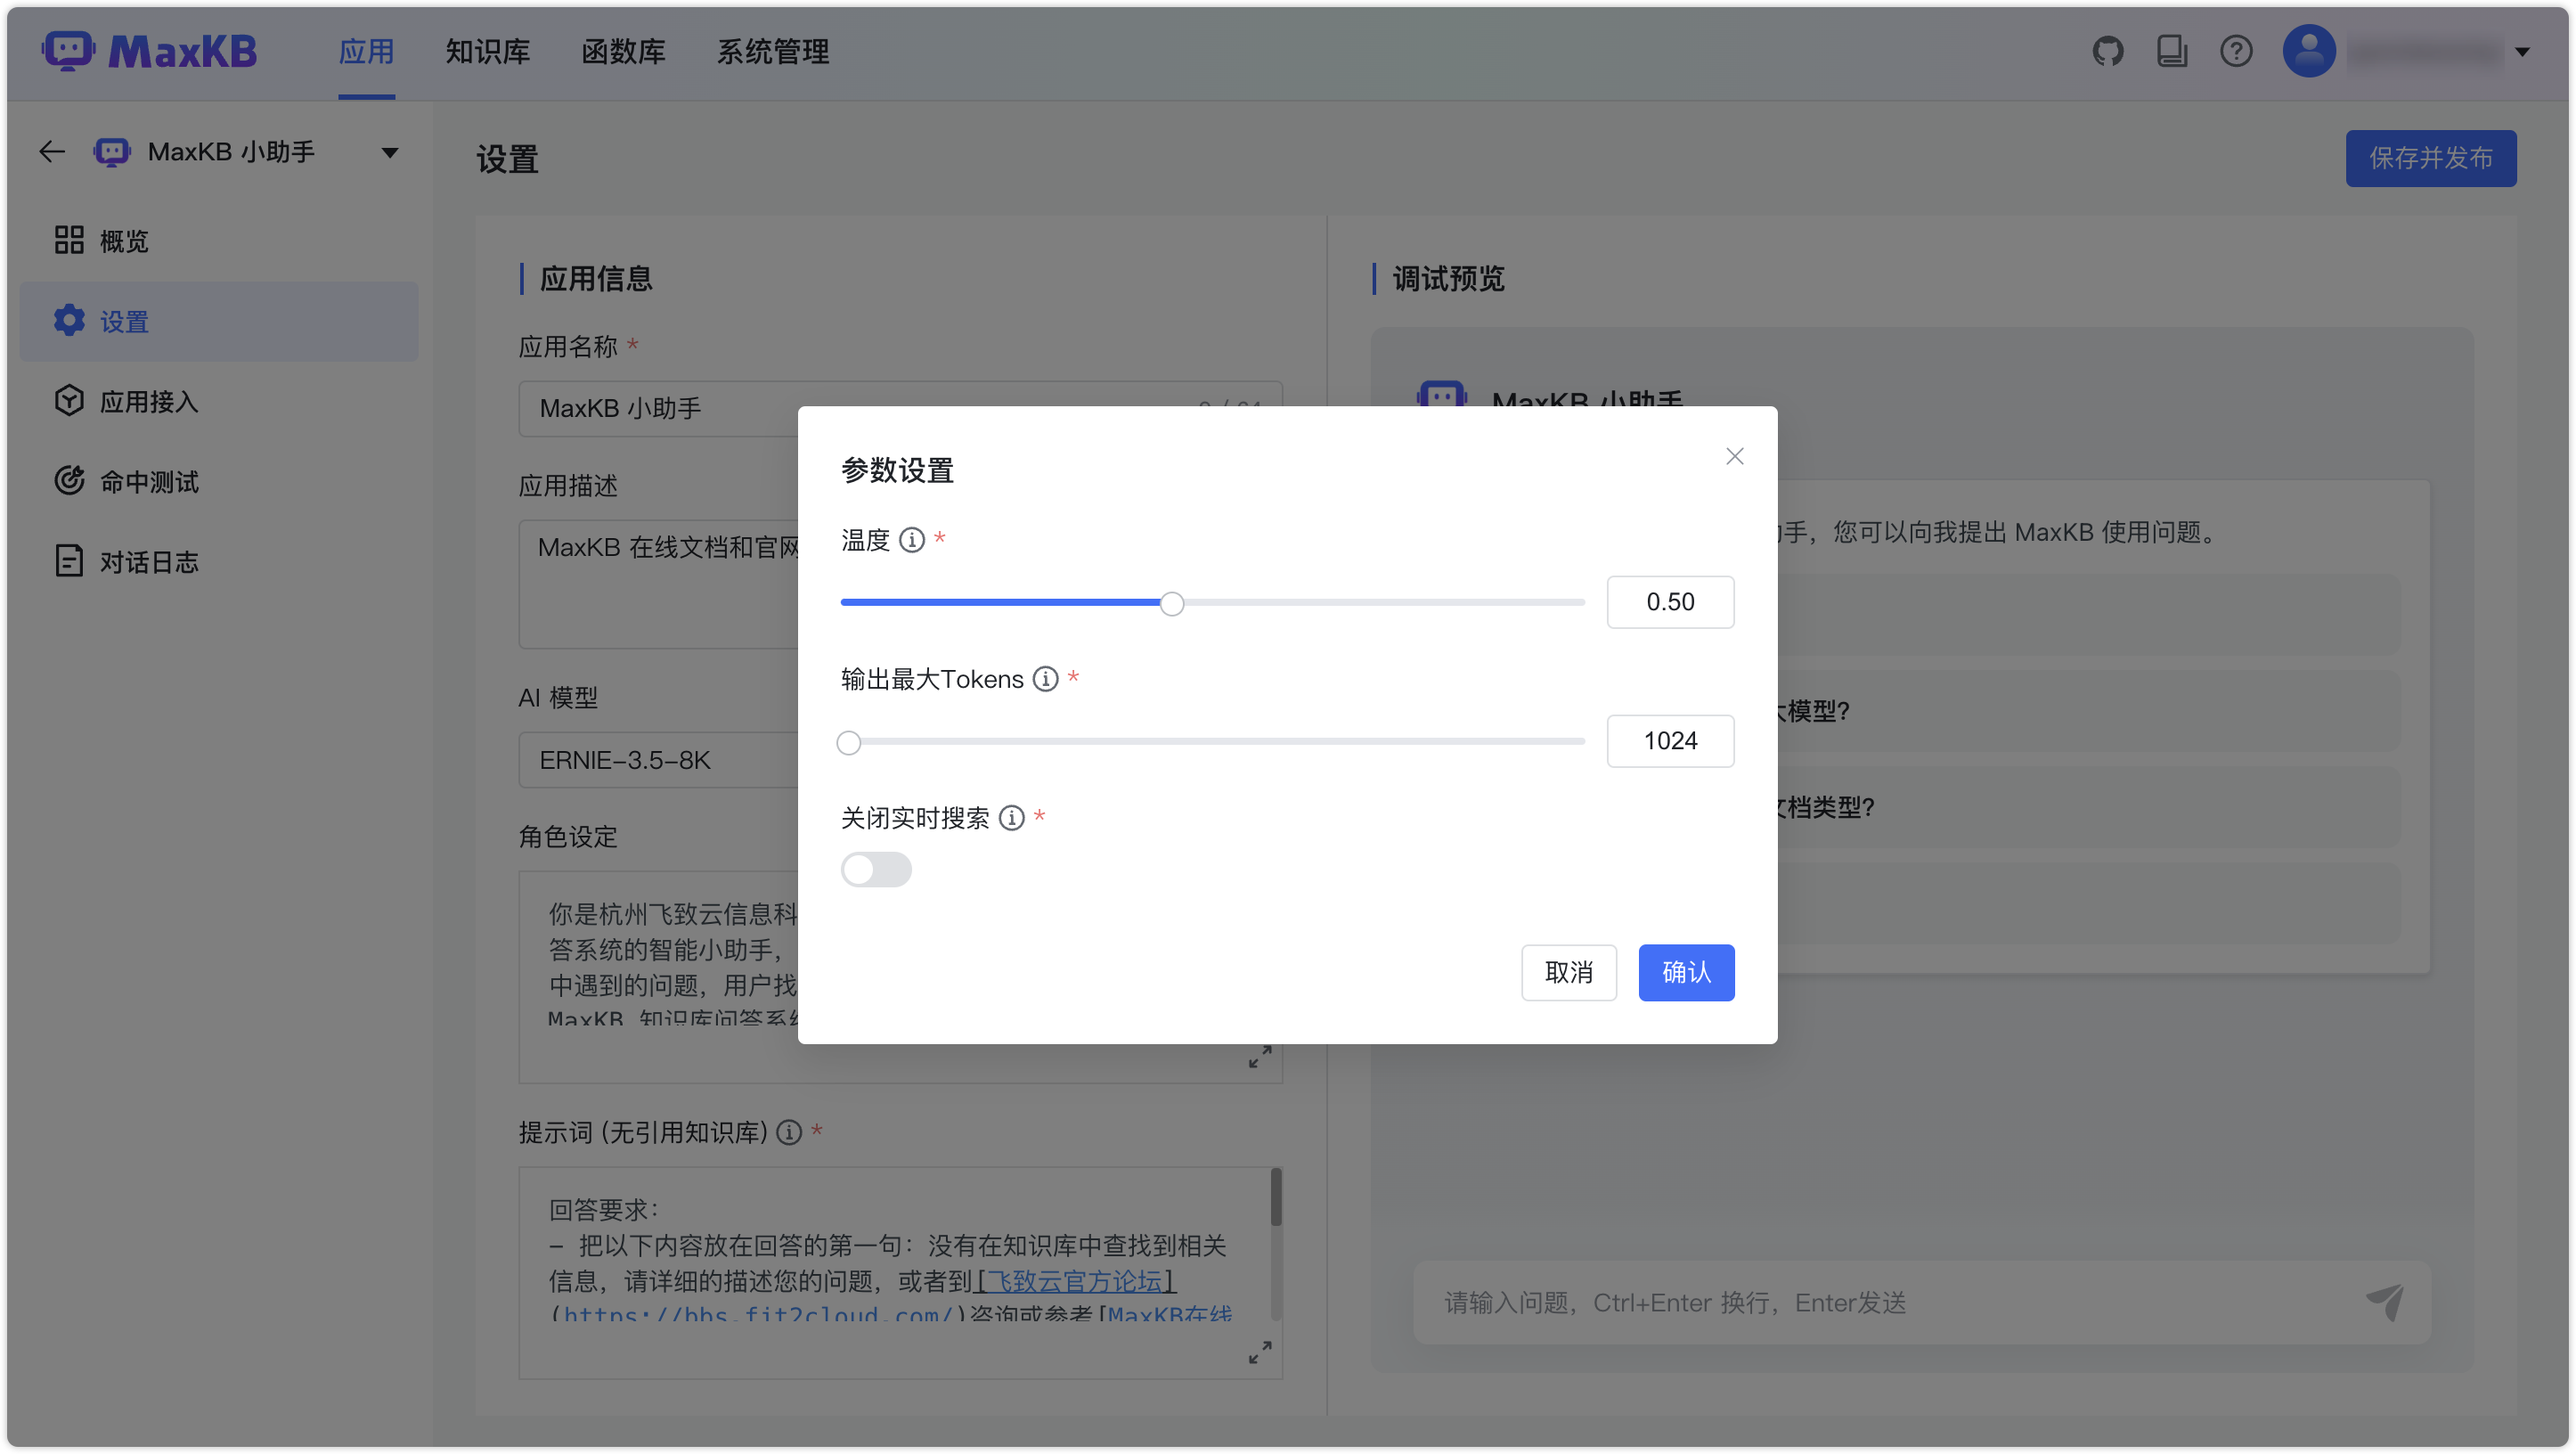 MaxKB
应用
知识库
函数库
系统管理
MaxKB 小助手
概览
设置
应用接入
命中测试
对话日志
设置
保存并发布
应用信息
应用名称 *
MaxKB 小助手
应用描述
MaxKB 在线文档和官网
AI 模型
ERNIE-3.5-8K
角色设定
你是杭州飞致云信息科
答系统的智能小助手，
中遇到的问题，用户找
MaxKB 知识库问答系统
提示词 (无引用知识库) *
回答要求：
- 把以下内容放在回答的第一句：没有在知识库中查找到相关
信息，请详细的描述您的问题，或者到[飞致云官方论坛]
(https://bbs.fit2cloud.com/)咨询或参考[MaxKB在线
参数设置
温度 *
0.50
输出最大Tokens *
1024
关闭实时搜索 *
取消
确认
调试预览
MaxKB 小助手
手，您可以向我提出 MaxKB 使用问题。
大模型?
文档类型?
请输入问题，Ctrl+Enter 换行，Enter发送